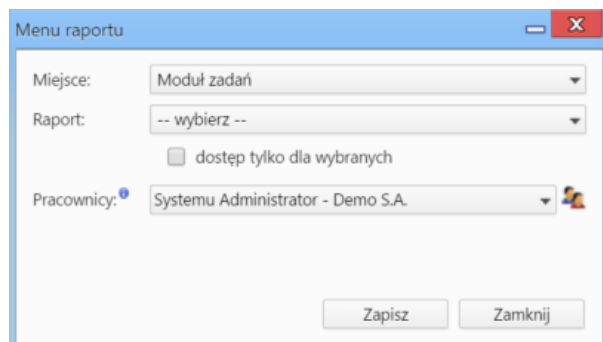 Menu raportu
Miejsce: Moduł zadań
Raport: -- wybierz --
dostęp tylko dla wybranych
Pracownicy: Systemu Administrator - Demo S.A.
Zapisz Zamknij